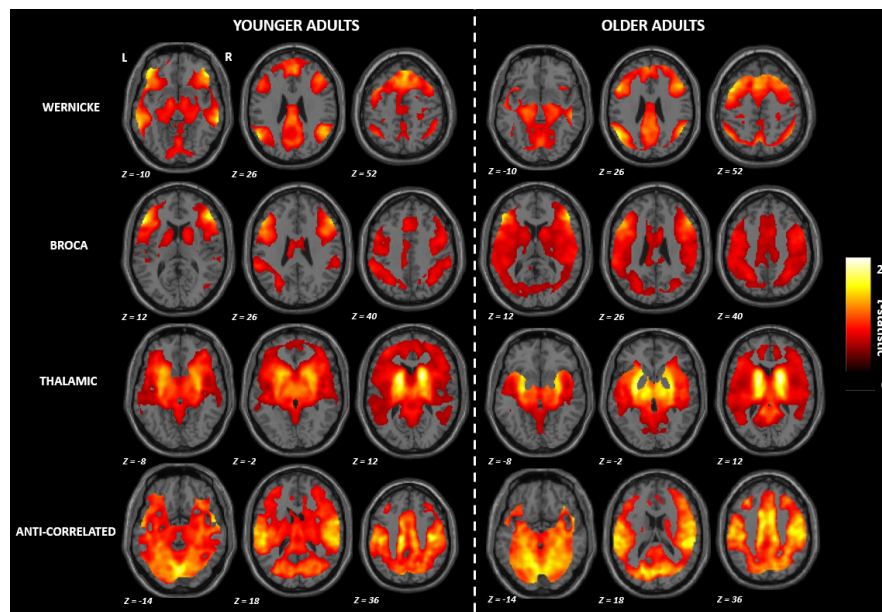 YOUNGER ADULTS
OLDER ADULTS
L
R
WERNICKE
Z = -10
Z = 26
Z = 52
Z = -10
Z = 26
Z = 52
BROCA
Z = 12
Z = 26
Z = 40
Z = 12
Z = 26
Z = 40
THALAMIC
Z = -8
Z = -2
Z = 12
Z = -8
Z = -2
Z = 12
ANTI-CORRELATED
Z = -14
Z = 18
Z = 36
Z = -14
Z = 18
Z = 36
2